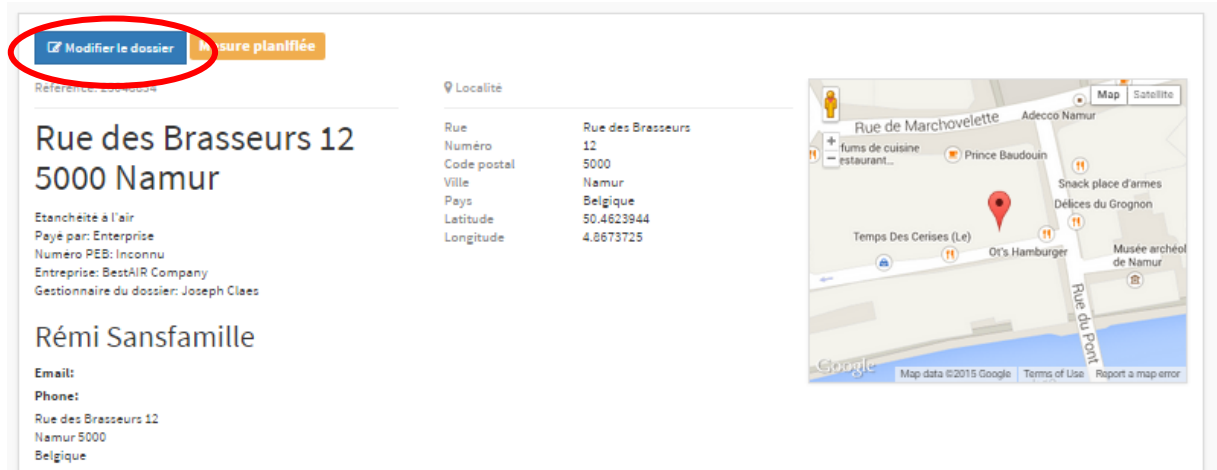 Modifier le dossier
Mesure planifiée
Référence:
Localité
Rue des Brasseurs 12
5000 Namur
Etanchéité à l'air
Payé par: Enterprise
Numéro PEB: Inconnu
Entreprise: BestAIR Company
Gestionnaire du dossier: Joseph Claes
Rémi Sansfamille
Email:
Phone:
Rue des Brasseurs 12
Namur 5000
Belgique
Rue Rue des Brasseurs
Numéro 12
Code postal 5000
Ville Namur
Pays Belgique
Latitude 50.4623944
Longitude 4.8673725
Map Satellite
Rue de Marchovelette
Adecco Namur
fums de cuisine
estaurant...
Prince Baudouin
Snack place d'armes
Délices du Grognon
Temps Des Cerises (Le)
Ot's Hamburger
Musée archéol
de Namur
Rue du Pont
Google
Map data ©2015 Google Terms of Use Report a map error